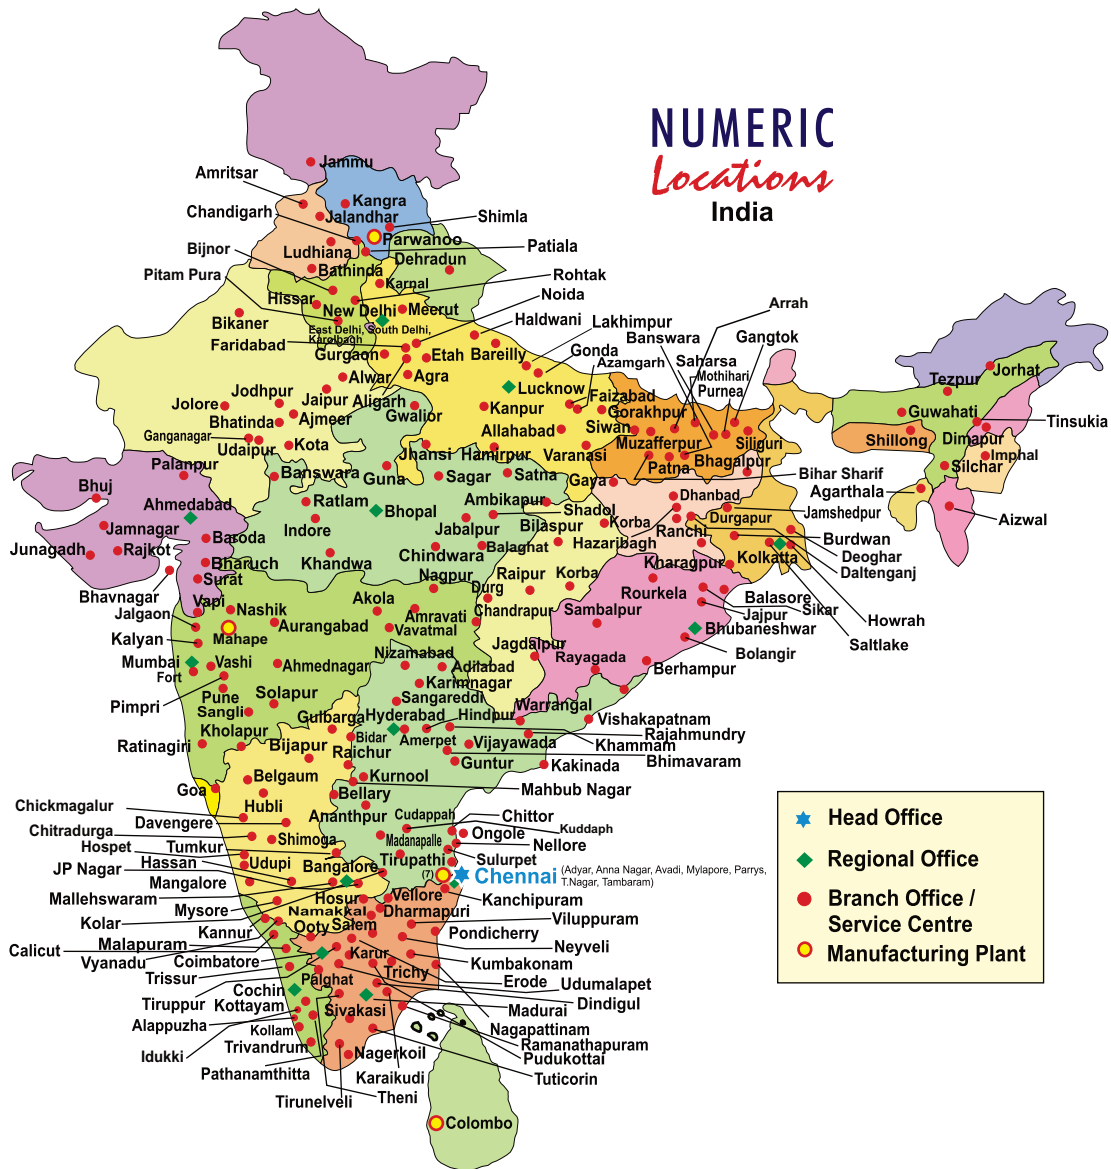 NUMERIC
Locations
India
Jammu
Amritsar
Kangra
Chandigarh
Jalandhar
Shimla
Bijnor
Ludhiana
Parwanoo
Patiala
Dehradun
Pitam Pura
Bathinda
Karnal
Rohtak
Hissar
Noida
New Delhi
Meerut
Arrah
Bikaner
East Delhi, South Delhi,
Karolbagh
Haldwani
Lakhimpur
Faridabad
Banswara
Gangtok
Gurgaon
Etah
Bareilly
Gonda
Azamgarh
Saharsa
Alwar
Agra
Mothihari
Jorhat
Tezpur
Jodhpur
Jaipur
Aligarh
Lucknow
Faizabad
Purnea
Jolore
Ajmeer
Gwalior
Kanpur
Gorakhpur
Guwahati
Tinsukia
Bhatinda
Allahabad
Siwan
Ganganagar
Udaipur
Kota
Jhansi
Hamirpur
Varanasi
Muzafferpur
Siliguri
Shillong
Dimapur
Palanpur
Banswara
Guna
Sagar
Satna
Gaya
Patna
Bhagalpur
Bihar Sharif
Silchar
Imphal
Bhuj
Ahmedabad
Ratlam
Bhopal
Ambikapur
Shadol
Dhanbad
Agarthala
Jamnagar
Indore
Jabalpur
Bilaspur
Korba
Durgapur
Jamshedpur
Aizwal
Junagadh
Rajkot
Baroda
Chindwara
Balaghat
Hazaribagh
Ranchi
Burdwan
Kolkatta
Deoghar
Bharuch
Khandwa
Kharagpur
Daltenganj
Surat
Nagpur
Raipur
Korba
Bhavnagar
Durg
Rourkela
Balasore
Vapi
Akola
Chandrapur
Sambalpur
Sikar
Jalgaon
Nashik
Amravati
Jajpur
Howrah
Kalyan
Mahape
Aurangabad
Vavatmal
Bhubaneshwar
Saltlake
Jagdalpur
Mumbai
Fort
Vashi
Ahmednagar
Nizamabad
Adilabad
Rayagada
Bolangir
Berhampur
Karimnagar
Pimpri
Pune
Solapur
Sangareddi
Sangli
Gulbarga
Hyderabad
Hindpur
Warrangal
Vishakapatnam
Kholapur
Bidar
Amerpet
Rajahmundry
Ratinagiri
Bijapur
Raichur
Vijayawada
Khammam
Guntur
Bhimavaram
Belgaum
Kurnool
Kakinada
Goa
Bellary
Mahbub Nagar
Chickmagalur
Hubli
Ananthpur
Cudappah
Chittor
Davengere
Kuddaph
Chitradurga
Shimoga
Madanapalle
Ongole
Hospet
Tumkur
Nellore
Hassan
Udupi
Bangalore
Tirupathi
Sulurpet
JP Nagar
(7)
Chennai
(Adyar, Anna Nagar, Avadi, Mylapore, Parrys,
T.Nagar, Tambaram)
Mangalore
Mallehswaram
Hosur
Vellore
Kanchipuram
Mysore
Namakkal
Dharmapuri
Viluppuram
Kolar
Ooty
Salem
Kannur
Pondicherry
Malapuram
Neyveli
Calicut
Vyanadu
Coimbatore
Karur
Kumbakonam
Trissur
Palghat
Trichy
Erode
Udumalapet
Cochin
Tiruppur
Kottayam
Sivakasi
Madurai
Dindigul
Alappuzha
Kollam
Nagapattinam
Idukki
Trivandrum
Nagerkoil
Ramanathapuram
Pudukottai
Pathanamthitta
Karaikudi
Tuticorin
Theni
Tirunelveli
Colombo
Head Office
Regional Office
Branch Office /
Service Centre
Manufacturing Plant